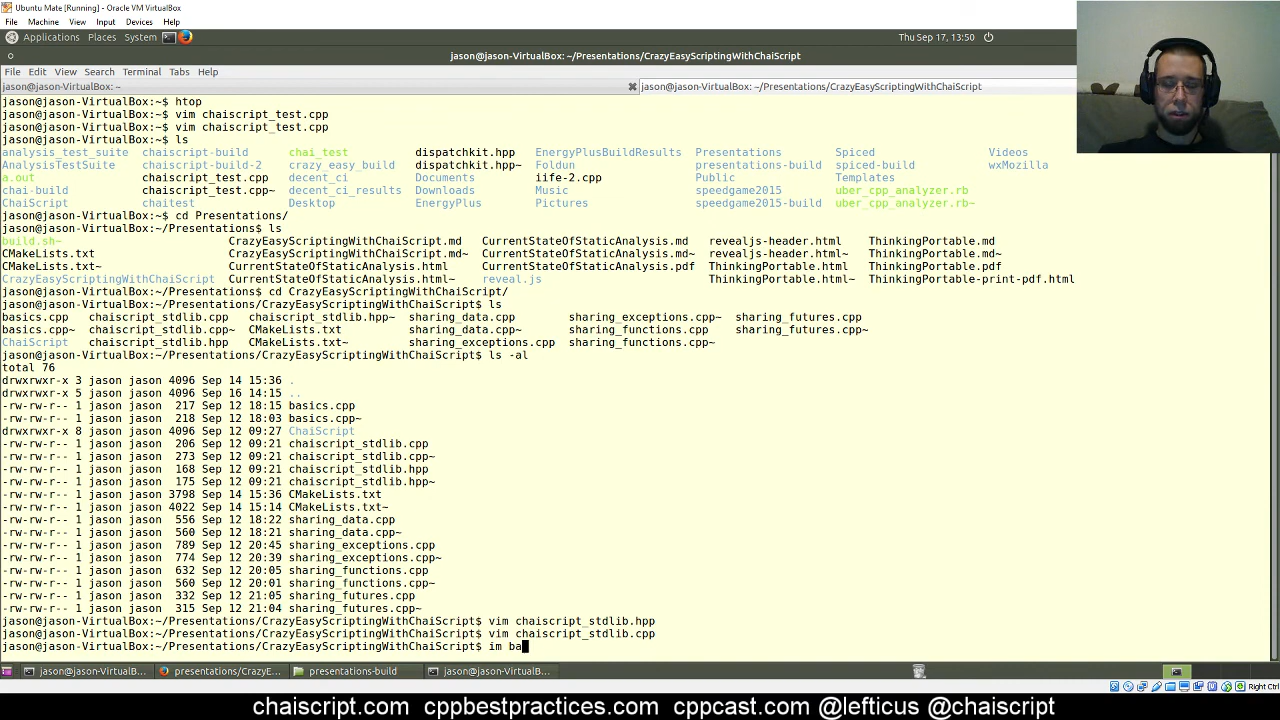 Ubuntu Mate [Running] - Oracle VM VirtualBox
File Machine View Input Devices Help
Applications Places System Thu Sep 17, 13:50
jason@jason-VirtualBox: ~/Presentations/CrazyEasyScriptingWithChaiScript
File Edit View Search Terminal Tabs Help
jason@jason-VirtualBox: ~ jason@jason-VirtualBox: ~/Presentations/CrazyEasyScriptingWithChaiScript
jason@jason-VirtualBox:~$ htop
jason@jason-VirtualBox:~$ vim chaiscript_test.cpp
jason@jason-VirtualBox:~$ vim chaiscript_test.cpp
jason@jason-VirtualBox:~$ ls
analysis_test_suite chaiscript-build chai_test dispatchkit.hpp EnergyPlusBuildResults Presentations Spiced Videos
AnalysisTestSuite chaiscript-build-2 crazy_easy_build dispatchkit.hpp~ Foldun presentations-build spiced-build wxMozilla
a.out chaiscript_test.cpp decent_ci Documents iife-2.cpp Public Templates
chai-build chaiscript_test.cpp~ decent_ci_results Downloads Music speedgame2015 uber_cpp_analyzer.rb
ChaiScript chaitest Desktop EnergyPlus Pictures speedgame2015-build uber_cpp_analyzer.rb~
jason@jason-VirtualBox:~$ cd Presentations/
jason@jason-VirtualBox:~/Presentations$ ls
build.sh~ CrazyEasyScriptingWithChaiScript.md CurrentStateOfStaticAnalysis.md revealjs-header.html ThinkingPortable.md
CMakeLists.txt CrazyEasyScriptingWithChaiScript.md~ CurrentStateOfStaticAnalysis.md~ revealjs-header.html~ ThinkingPortable.md~
CMakeLists.txt~ CurrentStateOfStaticAnalysis.html CurrentStateOfStaticAnalysis.pdf ThinkingPortable.html ThinkingPortable.pdf
CrazyEasyScriptingWithChaiScript CurrentStateOfStaticAnalysis.html~ reveal.js ThinkingPortable.html~ ThinkingPortable-print-pdf.html
jason@jason-VirtualBox:~/Presentations$ cd CrazyEasyScriptingWithChaiScript/
jason@jason-VirtualBox:~/Presentations/CrazyEasyScriptingWithChaiScript$ ls
basics.cpp chaiscript_stdlib.cpp chaiscript_stdlib.hpp~ sharing_data.cpp sharing_exceptions.cpp~ sharing_futures.cpp
basics.cpp~ chaiscript_stdlib.cpp~ CMakeLists.txt sharing_data.cpp~ sharing_functions.cpp sharing_futures.cpp~
ChaiScript chaiscript_stdlib.hpp CMakeLists.txt~ sharing_exceptions.cpp sharing_functions.cpp~
jason@jason-VirtualBox:~/Presentations/CrazyEasyScriptingWithChaiScript$ ls -al
total 76
drwxrwxr-x 3 jason jason 4096 Sep 14 15:36 .
drwxrwxr-x 5 jason jason 4096 Sep 16 14:15 ..
-rw-rw-r-- 1 jason jason 217 Sep 12 18:15 basics.cpp
-rw-rw-r-- 1 jason jason 218 Sep 12 18:03 basics.cpp~
drwxrwxr-x 8 jason jason 4096 Sep 12 09:27 ChaiScript
-rw-rw-r-- 1 jason jason 206 Sep 12 09:21 chaiscript_stdlib.cpp
-rw-rw-r-- 1 jason jason 273 Sep 12 09:21 chaiscript_stdlib.cpp~
-rw-rw-r-- 1 jason jason 168 Sep 12 09:21 chaiscript_stdlib.hpp
-rw-rw-r-- 1 jason jason 175 Sep 12 09:21 chaiscript_stdlib.hpp~
-rw-rw-r-- 1 jason jason 3798 Sep 14 15:36 CMakeLists.txt
-rw-rw-r-- 1 jason jason 4022 Sep 14 15:14 CMakeLists.txt~
-rw-rw-r-- 1 jason jason 556 Sep 12 18:22 sharing_data.cpp
-rw-rw-r-- 1 jason jason 560 Sep 12 18:21 sharing_data.cpp~
-rw-rw-r-- 1 jason jason 789 Sep 12 20:45 sharing_exceptions.cpp
-rw-rw-r-- 1 jason jason 774 Sep 12 20:39 sharing_exceptions.cpp~
-rw-rw-r-- 1 jason jason 632 Sep 12 20:05 sharing_functions.cpp
-rw-rw-r-- 1 jason jason 560 Sep 12 20:01 sharing_functions.cpp~
-rw-rw-r-- 1 jason jason 332 Sep 12 21:05 sharing_futures.cpp
-rw-rw-r-- 1 jason jason 315 Sep 12 21:04 sharing_futures.cpp~
jason@jason-VirtualBox:~/Presentations/CrazyEasyScriptingWithChaiScript$ vim chaiscript_stdlib.hpp
jason@jason-VirtualBox:~/Presentations/CrazyEasyScriptingWithChaiScript$ vim chaiscript_stdlib.cpp
jason@jason-VirtualBox:~/Presentations/CrazyEasyScriptingWithChaiScript$ im ba
jason@jason-VirtualB... presentations/CrazyE... presentations-build jason@jason-VirtualB...
Right Ctrl
chaiscript.com cppbestpractices.com cppcast.com @lefticus @chaiscript